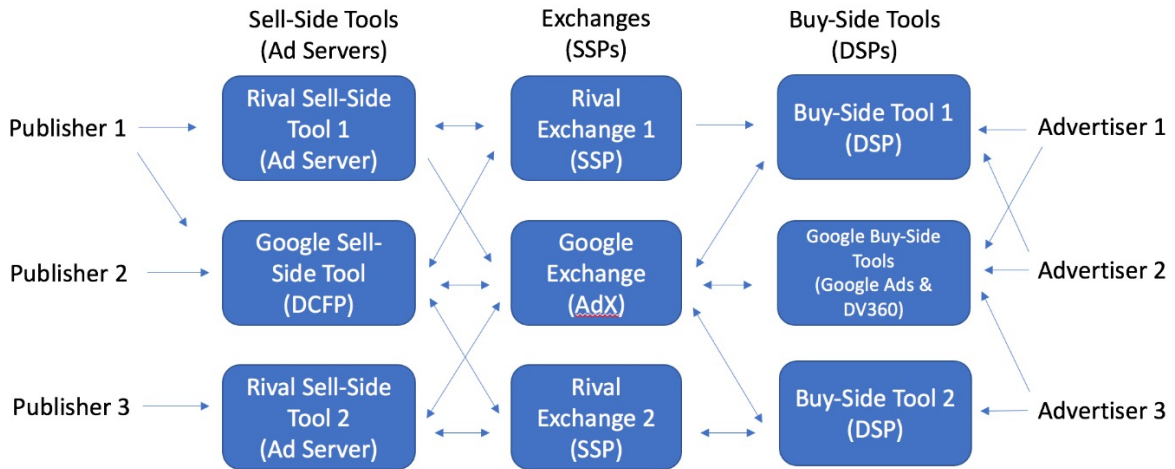 Sell-Side Tools
(Ad Servers)
Exchanges
(SSPs)
Buy-Side Tools
(DSPs)
Publisher 1
Rival Sell-Side
Tool 1
(Ad Server)
Rival
Exchange 1
(SSP)
Buy-Side Tool 1
(DSP)
Advertiser 1
Publisher 2
Google Sell-
Side Tool
(DCFP)
Google
Exchange
(AdX)
Google Buy-Side
Tools
(Google Ads &
DV360)
Advertiser 2
Publisher 3
Rival Sell-Side
Tool 2
(Ad Server)
Rival
Exchange 2
(SSP)
Buy-Side Tool 2
(DSP)
Advertiser 3